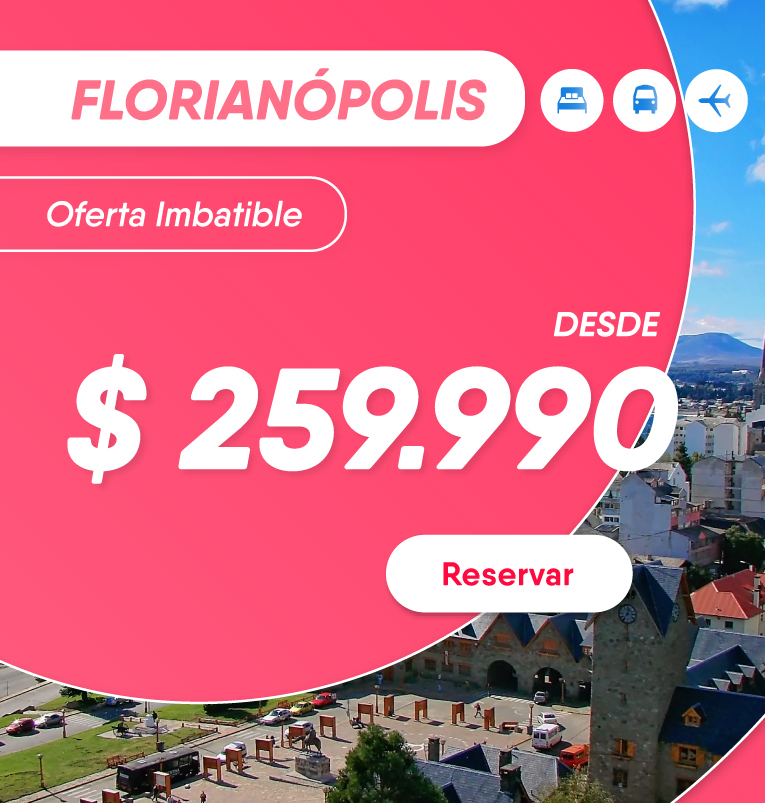 FLORIANÓPOLIS
Oferta Imbatible
DESDE
$ 259.990
Reservar